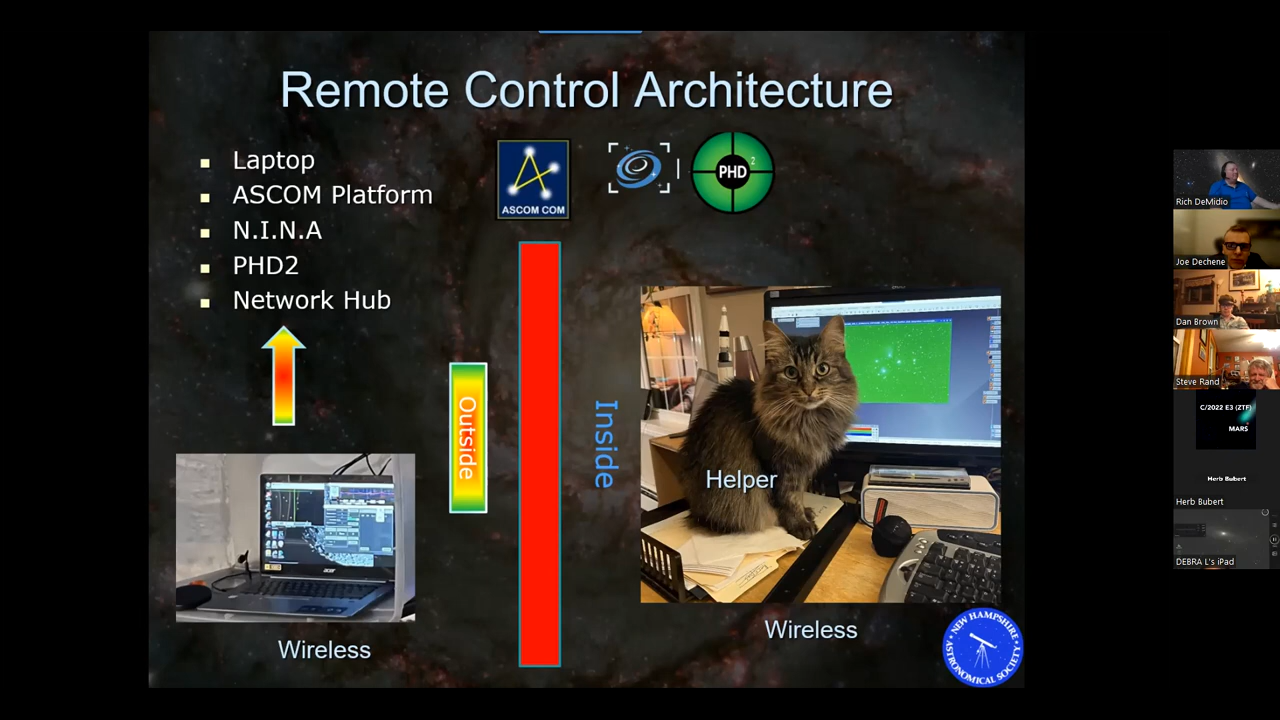 Remote Control Architecture
Laptop
ASCOM Platform
N.I.N.A
PHD2
Network Hub
ASCOM COM
PHD 2
Outside
Inside
Helper
acer
Wireless
Wireless
NEW HAMPSHIRE
ASTRONOMICAL SOCIETY
Rich DeMidio
Joe Dechene
Dan Brown
Steve Rand
C/2022 E3 (ZTF)
MARS
Herb Bubert
Herb Bubert
DEBRA L's iPad